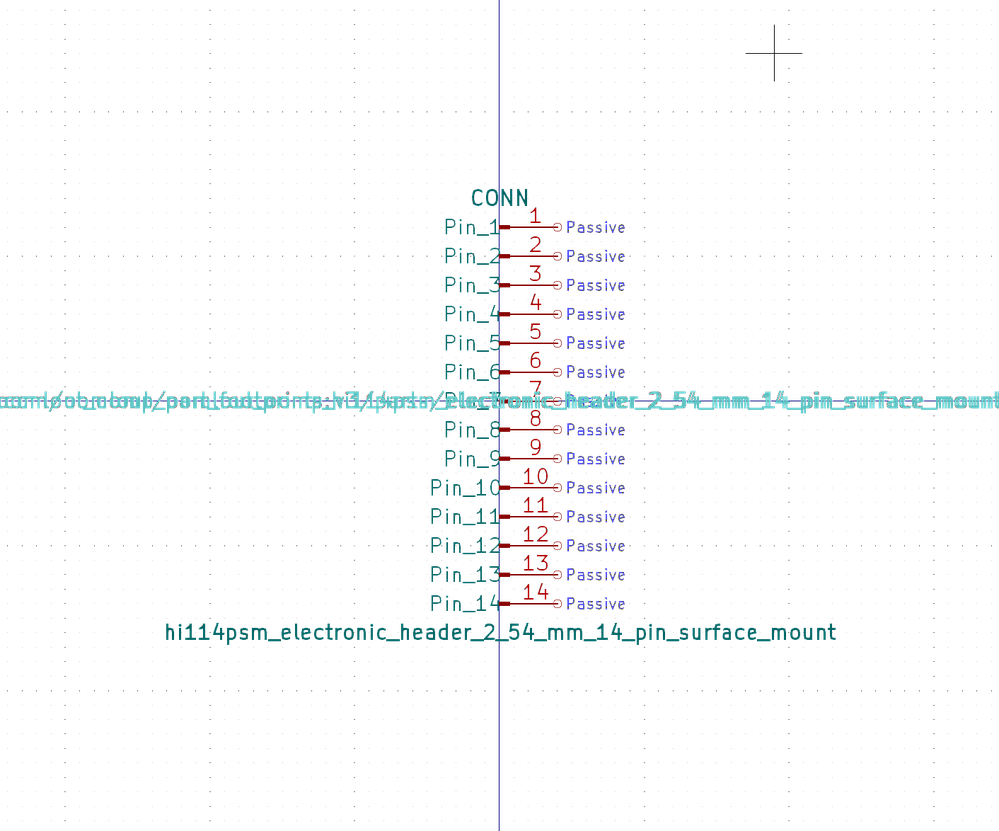 CONN
Pin_1 1 Passive
Pin_2 2 Passive
Pin_3 3 Passive
Pin_4 4 Passive
Pin_5 5 Passive
Pin_6 6 Passive
7
electronic_header_2_54_mm_14_pin_surface_mount
Pin_8 8 Passive
Pin_9 9 Passive
Pin_10 10 Passive
Pin_11 11 Passive
Pin_12 12 Passive
Pin_13 13 Passive
Pin_14 14 Passive
hi114psm_electronic_header_2_54_mm_14_pin_surface_mount